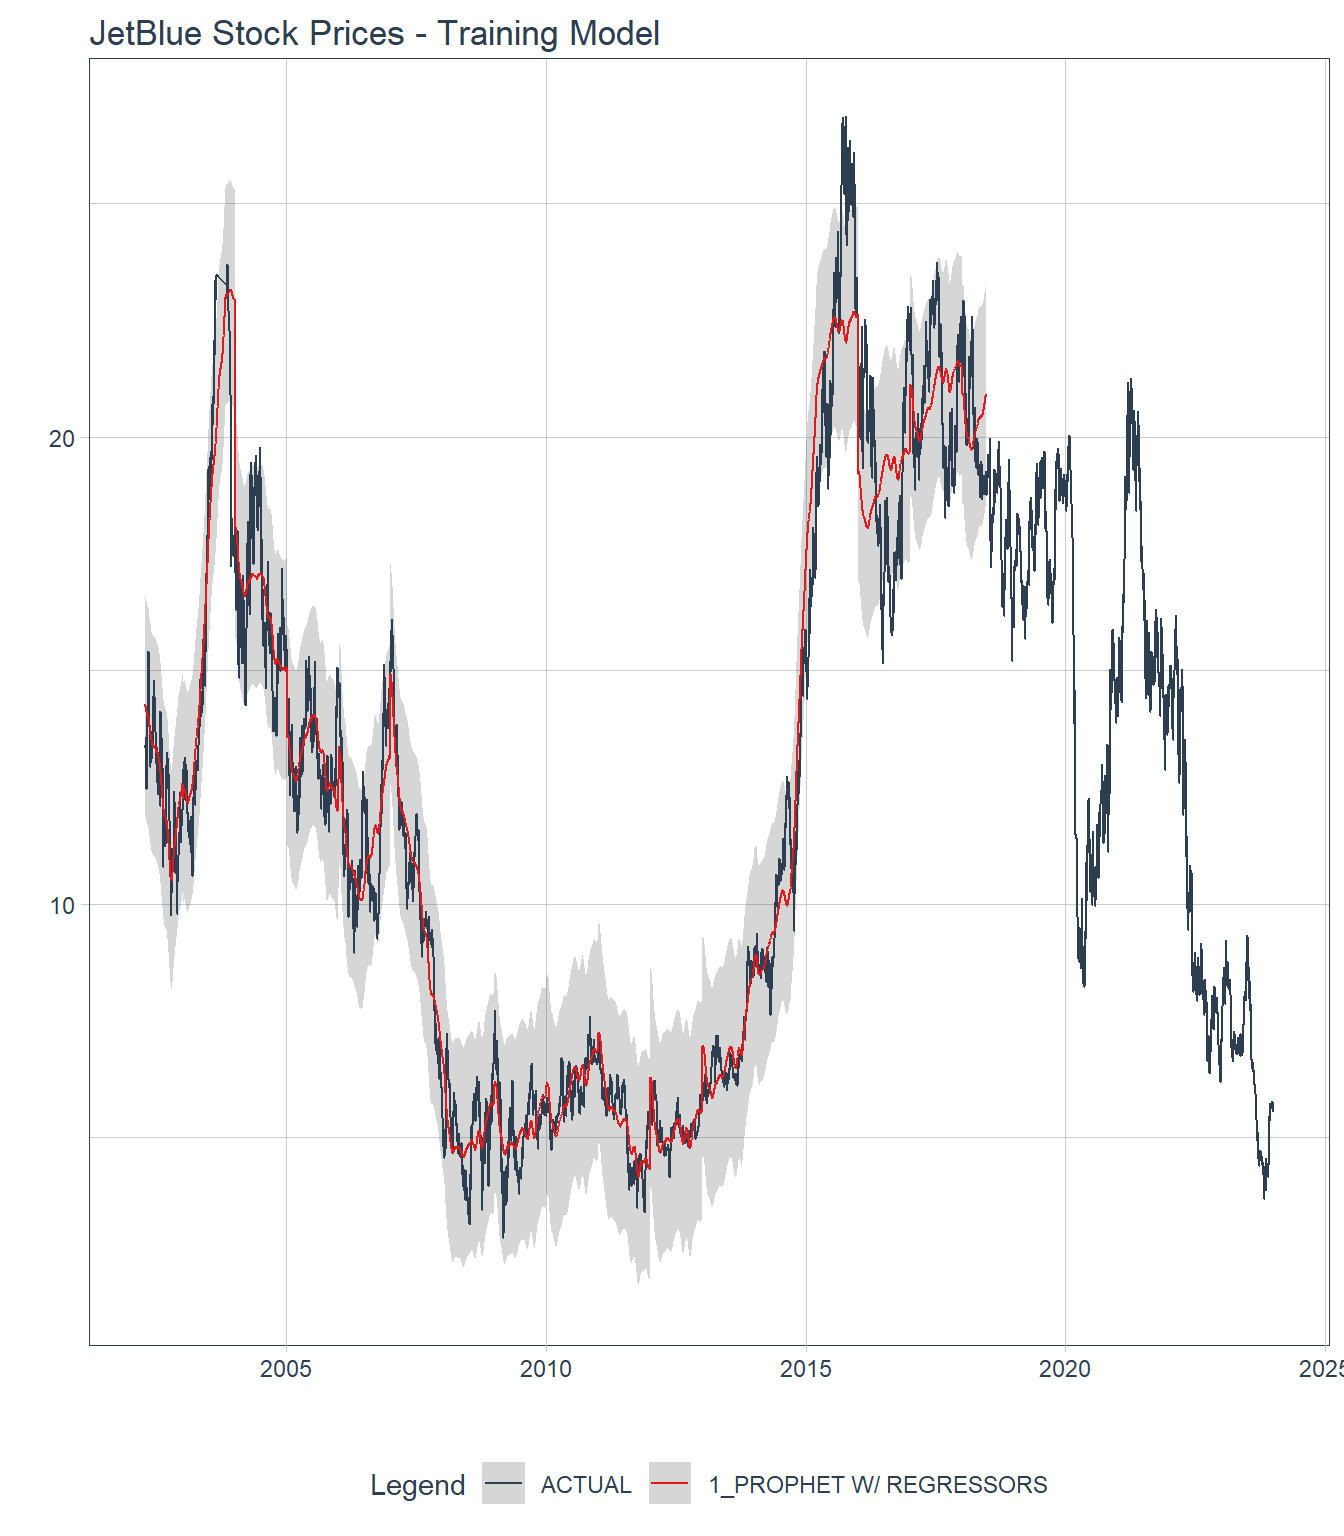 JetBlue Stock Prices - Training Model
20
10
2005 2010 2015 2020 2025
Legend ACTUAL 1_PROPHET W/ REGRESSORS